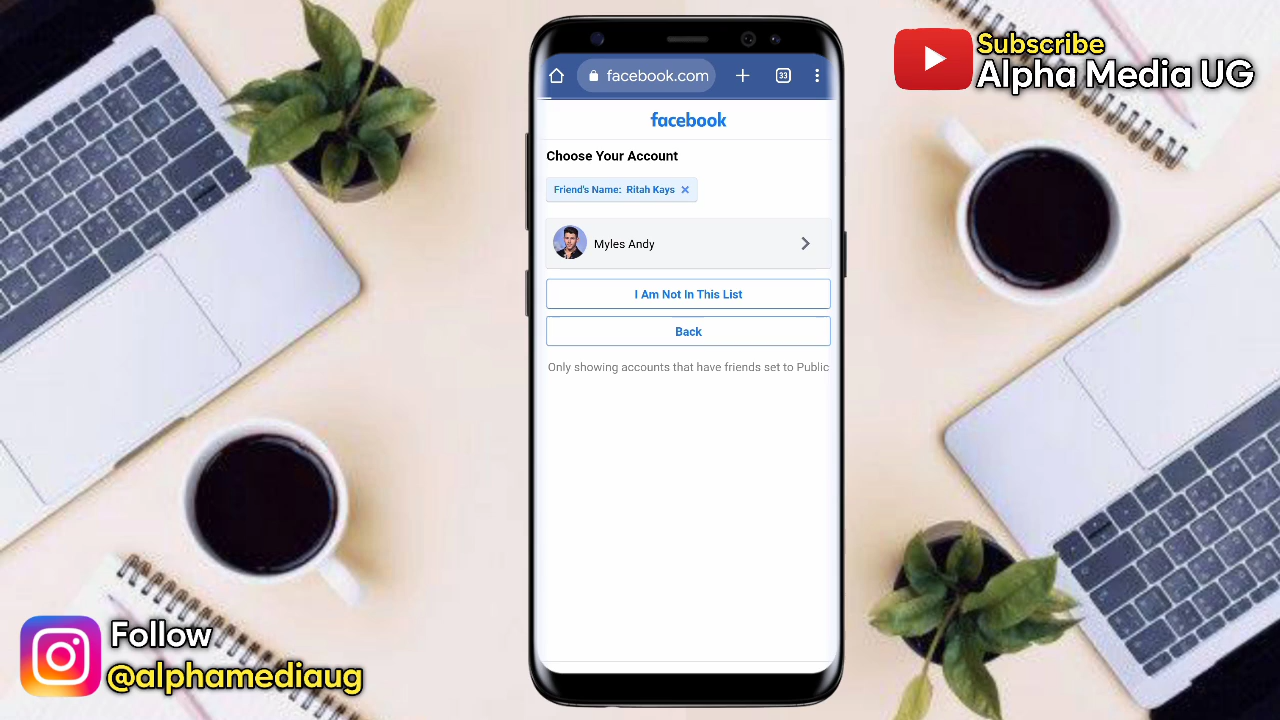 Subscribe
Alpha Media UG
facebook.com
33
facebook
Choose Your Account
Friend's Name: Ritah Kays ×
Myles Andy
I Am Not In This List
Back
Only showing accounts that have friends set to Public
Follow
@alphamediaug